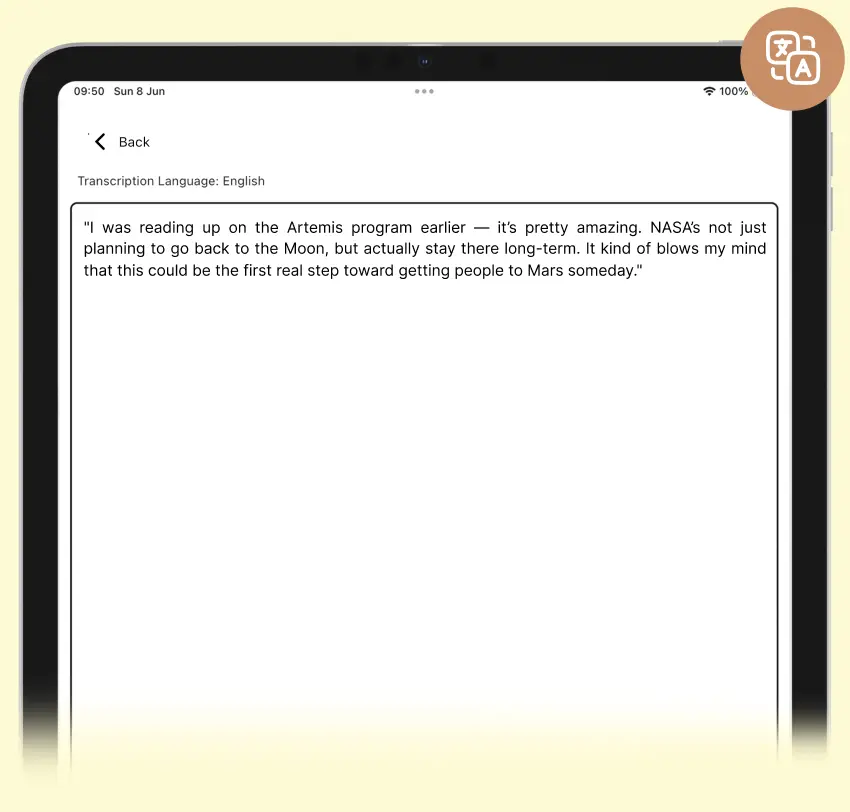 文
A
09:50 Sun 8 Jun
100%
Back
Transcription Language: English
"I was reading up on the Artemis program earlier — it’s pretty amazing. NASA’s not just
planning to go back to the Moon, but actually stay there long-term. It kind of blows my mind
that this could be the first real step toward getting people to Mars someday."